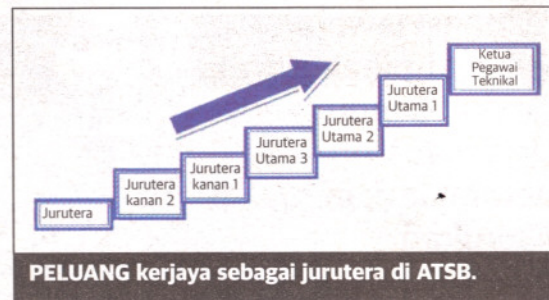 Jurutera
Jurutera
kanan 2
Jurutera
kanan 1
Jurutera
Utama 3
Jurutera
Utama 2
Jurutera
Utama 1
Ketua
Pegawai
Teknikal
PELUANG kerjaya sebagai jurutera di ATSB.